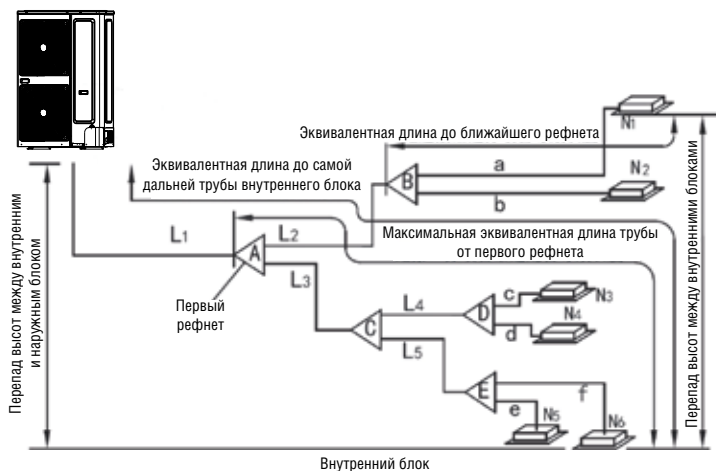 Эквивалентная длина до ближайшего рефнета
N1
a
Эквивалентная длина до самой
дальней трубы внутреннего блока
B
N2
b
L1
L2
Максимальная эквивалентная длина трубы
от первого рефнета
A
L3
Первый
рефнет
L4
c
N3
D
N4
d
C
L5
E
f
e
N5
N6
Перепад высот между внутренним
и наружным блоком
Перепад высот между внутренними блоками
Внутренний блок